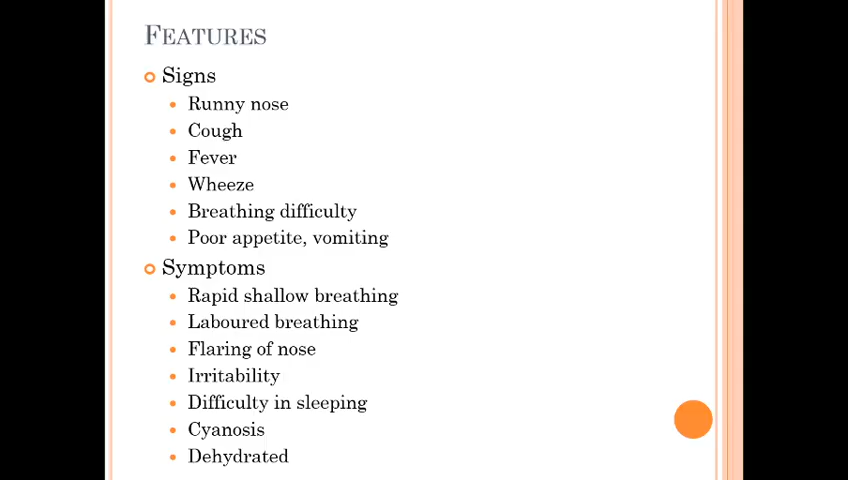 FEATURES
Signs
Runny nose
Cough
Fever
Wheeze
Breathing difficulty
Poor appetite, vomiting
Symptoms
Rapid shallow breathing
Laboured breathing
Flaring of nose
Irritability
Difficulty in sleeping
Cyanosis
Dehydrated